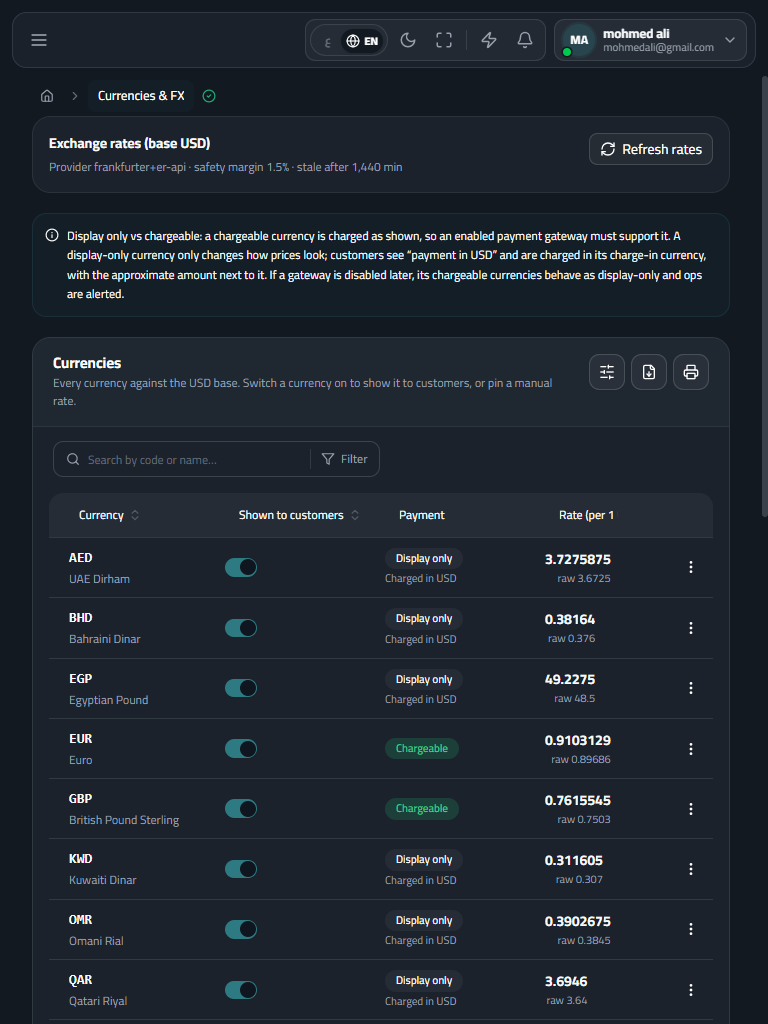 ع
EN
MA
mohmed ali
mohmedali@gmail.com
Currencies & FX
Exchange rates (base USD)
Provider frankfurter+er-api · safety margin 1.5% · stale after 1,440 min
Refresh rates
Display only vs chargeable: a chargeable currency is charged as shown, so an enabled payment gateway must support it. A
display-only currency only changes how prices look; customers see “payment in USD” and are charged in its charge-in currency,
with the approximate amount next to it. If a gateway is disabled later, its chargeable currencies behave as display-only and ops
are alerted.
Currencies
Every currency against the USD base. Switch a currency on to show it to customers, or pin a manual
rate.
Search by code or name...
Filter
Currency Shown to customers Payment Rate (per 1
AED Display only 3.7275875
UAE Dirham Charged in USD raw 3.6725
BHD Display only 0.38164
Bahraini Dinar Charged in USD raw 0.376
EGP Display only 49.2275
Egyptian Pound Charged in USD raw 48.5
EUR Chargeable 0.9103129
Euro raw 0.89686
GBP Chargeable 0.7615545
British Pound Sterling raw 0.7503
KWD Display only 0.311605
Kuwaiti Dinar Charged in USD raw 0.307
OMR Display only 0.3902675
Omani Rial Charged in USD raw 0.3845
QAR Display only 3.6946
Qatari Riyal Charged in USD raw 3.64